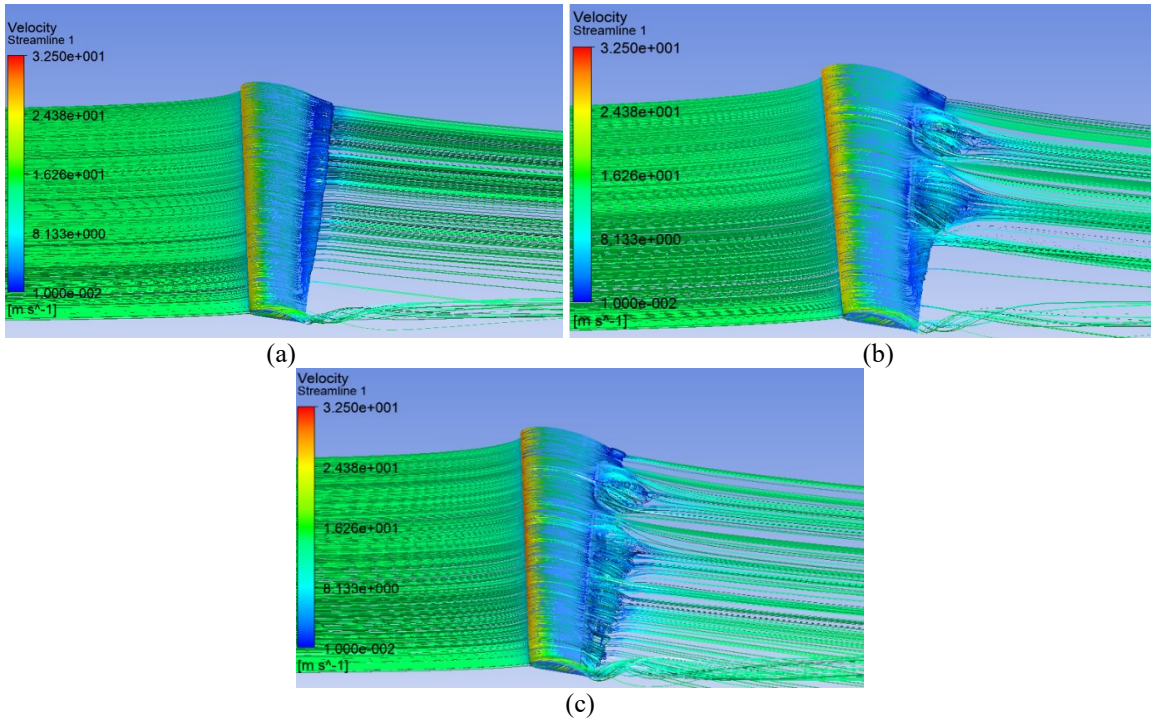 Velocity
Streamline 1
3.250e+001
2.438e+001
1.626e+001
8.133e+000
1.000e-002
[m s^-1]
(a)
Velocity
Streamline 1
3.250e+001
2.438e+001
1.626e+001
8.133e+000
1.000e-002
[m s^-1]
(b)
Velocity
Streamline 1
3.250e+001
2.438e+001
1.626e+001
8.133e+000
1.000e-002
[m s^-1]
(c)